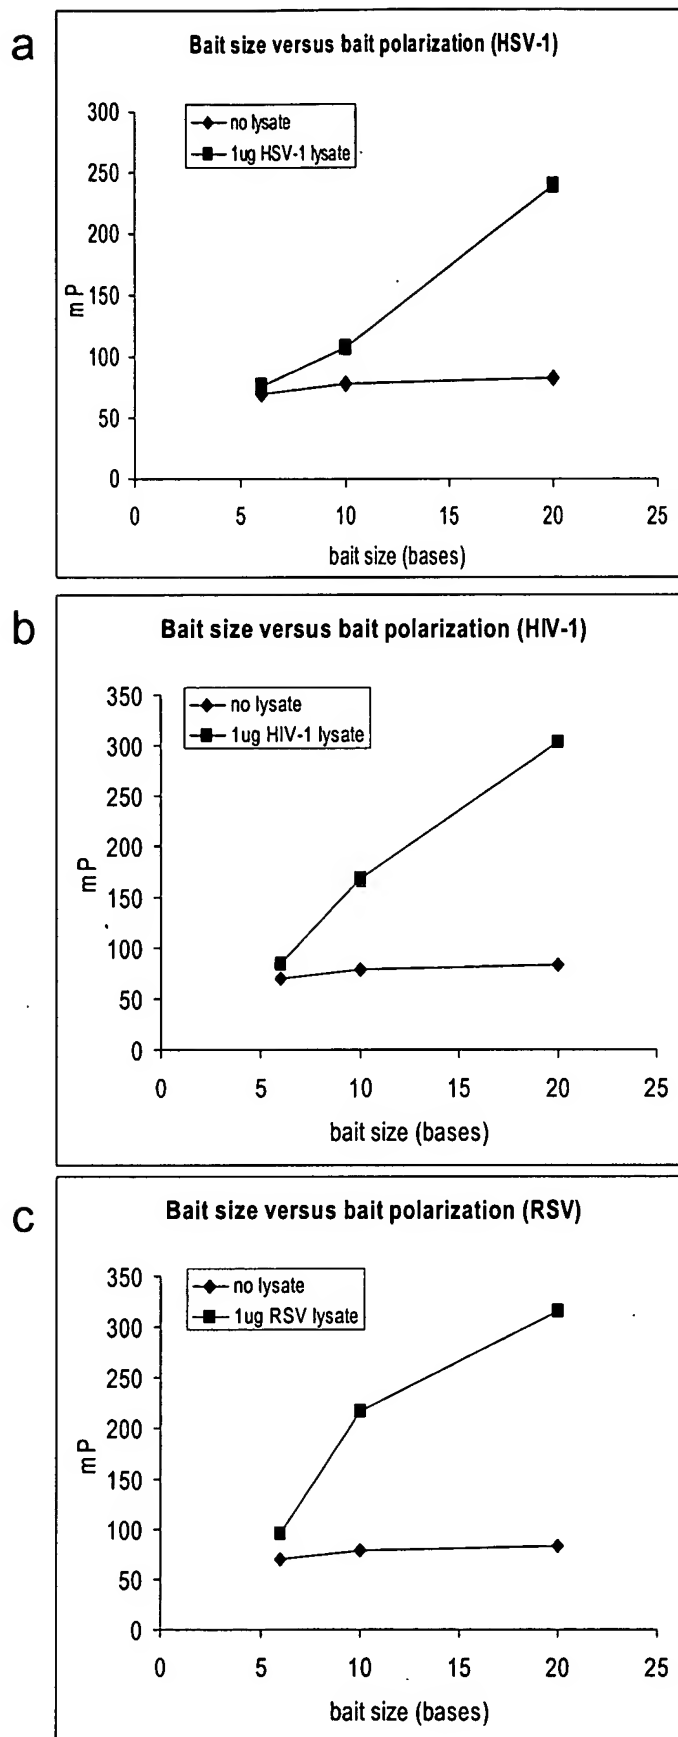 a
Bait size versus bait polarization (HSV-1)
no lysate
1ug HSV-1 lysate
300
250
200
150
100
50
0
mP
0 5 10 15 20 25
bait size (bases)
b
Bait size versus bait polarization (HIV-1)
no lysate
1ug HIV-1 lysate
350
300
250
200
150
100
50
0
mP
0 5 10 15 20 25
bait size (bases)
c
Bait size versus bait polarization (RSV)
no lysate
1ug RSV lysate
350
300
250
200
150
100
50
0
mP
0 5 10 15 20 25
bait size (bases)